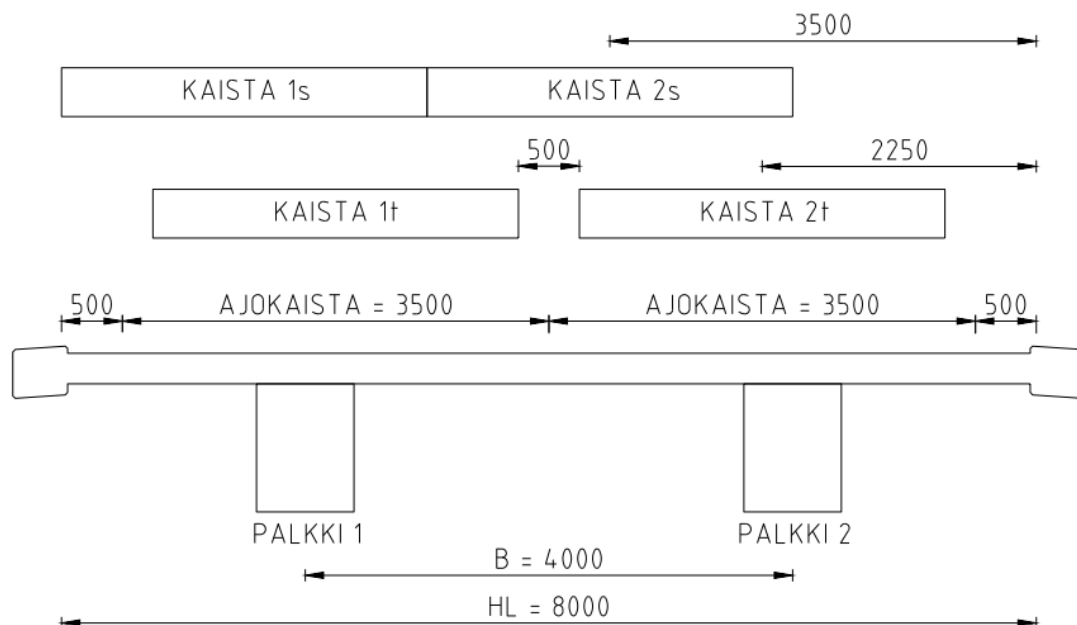 3500
KAISTA 1s KAISTA 2s
500 2250
KAISTA 1t KAISTA 2t
500 AJOKAISTA = 3500 AJOKAISTA = 3500 500
PALKKI 1 PALKKI 2
B = 4000
HL = 8000